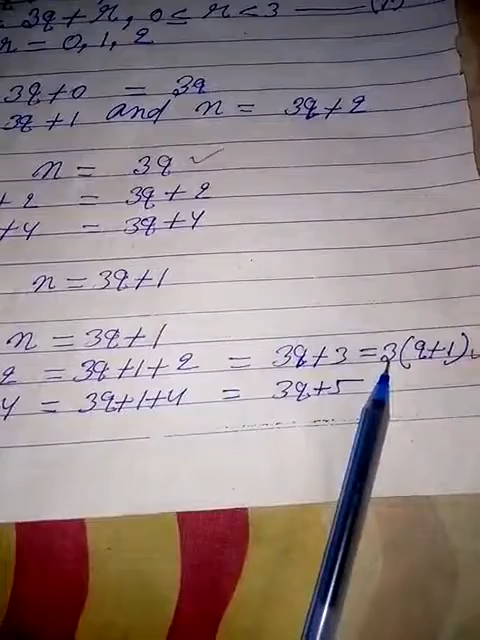 = 3q + r, 0 ≤ r < 3
r = 0, 1, 2
3q+0 = 3q
3q+1 and n = 3q+2
n = 3q ✓
+2 = 3q+2
+4 = 3q+4
n = 3q+1
n = 3q+1
2 = 3q+1+2 = 3q+3 = 3(q+1)
4 = 3q+1+4 = 3q+5